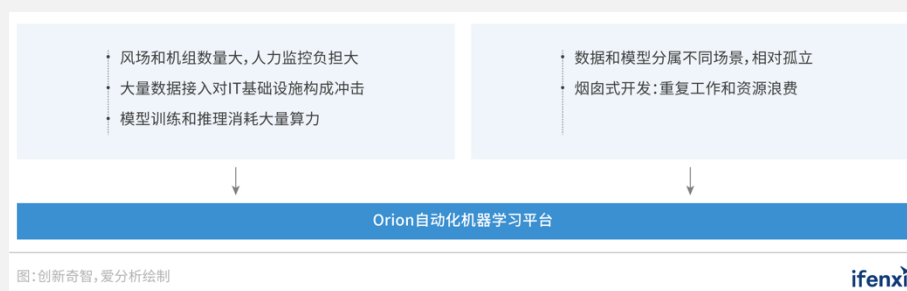 风场和机组数量大，人力监控负担大
大量数据接入对IT基础设施构成冲击
模型训练和推理消耗大量算力
数据和模型分属不同场景，相对孤立
烟囱式开发：重复工作和资源浪费
Orion自动化机器学习平台
图：创新奇智，爱分析绘制
ifenxi